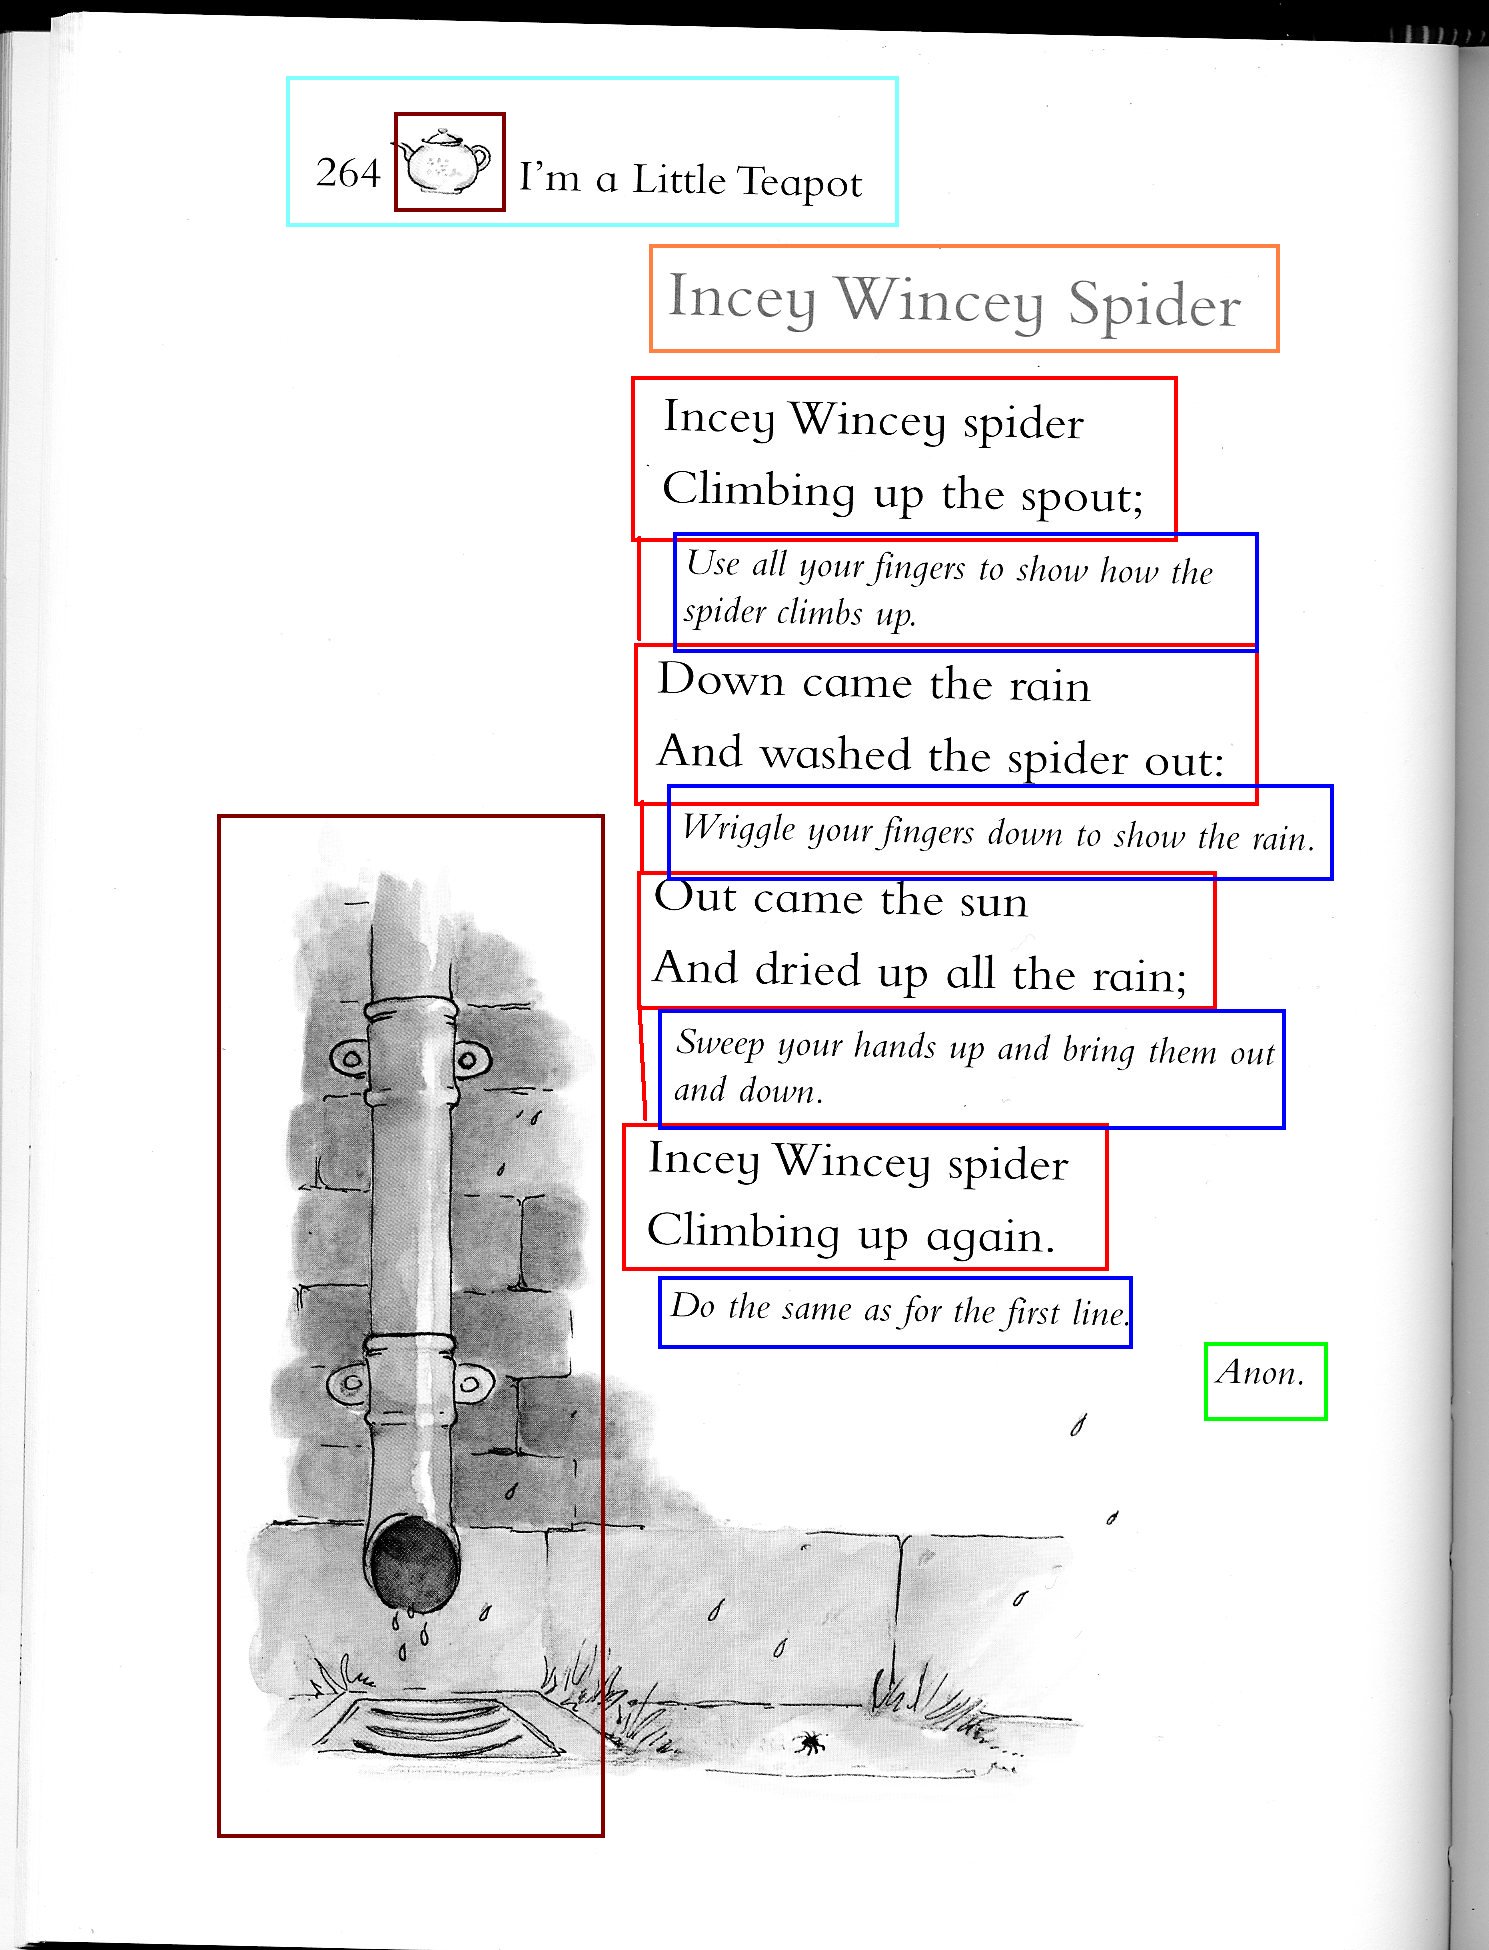 264 I'm a Little Teapot
Incey Wincey Spider
Incey Wincey spider
Climbing up the spout;
Use all your fingers to show how the
spider climbs up.
Down came the rain
And washed the spider out:
Wriggle your fingers down to show the rain.
Out came the sun
And dried up all the rain;
Sweep your hands up and bring them out
and down.
Incey Wincey spider
Climbing up again.
Do the same as for the first line.
Anon.